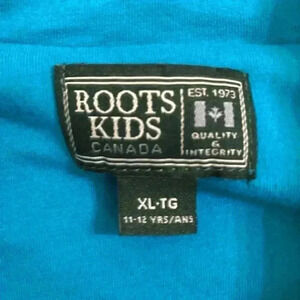 ROOTS
KIDS
CANADA
EST. 1973
QUALITY
&
INTEGRITY
XL·TG
11-12 YRS/ANS